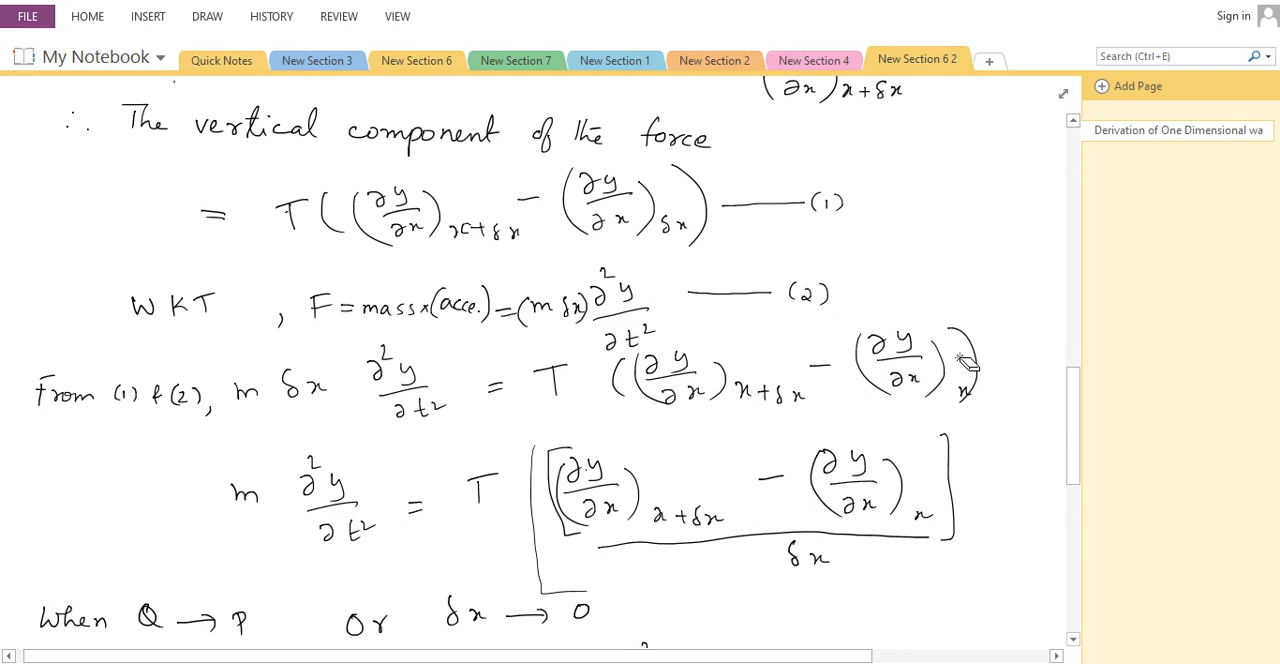 FILE HOME INSERT DRAW HISTORY REVIEW VIEW Sign in
My Notebook Quick Notes New Section 3 New Section 6 New Section 7 New Section 1 New Section 2 New Section 4 New Section 6 2 + Search (Ctrl+E)
Add Page
Derivation of One Dimensional wa
(∂x)x+δx
∴ The vertical component of the force
= T((∂y/∂x)x+δx − (∂y/∂x)δx) —— (1)
WKT, F = mass×(acce.) = (m δx) ∂²y/∂t² —— (2)
From (1) & (2), m δx ∂²y/∂t² = T ((∂y/∂x)x+δx − (∂y/∂x)x)
m ∂²y/∂t² = T [[(∂y/∂x)x+δx − (∂y/∂x)x]/δx
When Q → P Or δx → 0
2